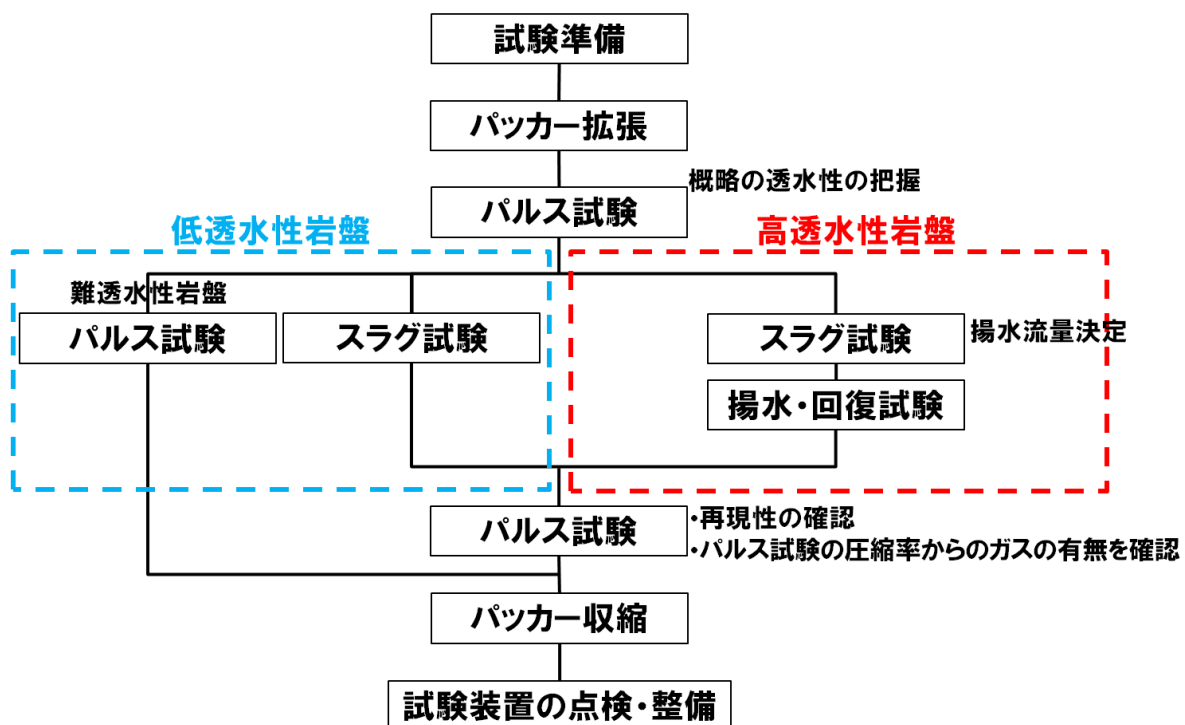 試験準備
パッカー拡張
概略の透水性の把握
パルス試験
低透水性岩盤
高透水性岩盤
難透水性岩盤
パルス試験
スラグ試験
スラグ試験
揚水流量決定
揚水・回復試験
パルス試験
・再現性の確認
・パルス試験の圧縮率からのガスの有無を確認
パッカー収縮
試験装置の点検・整備